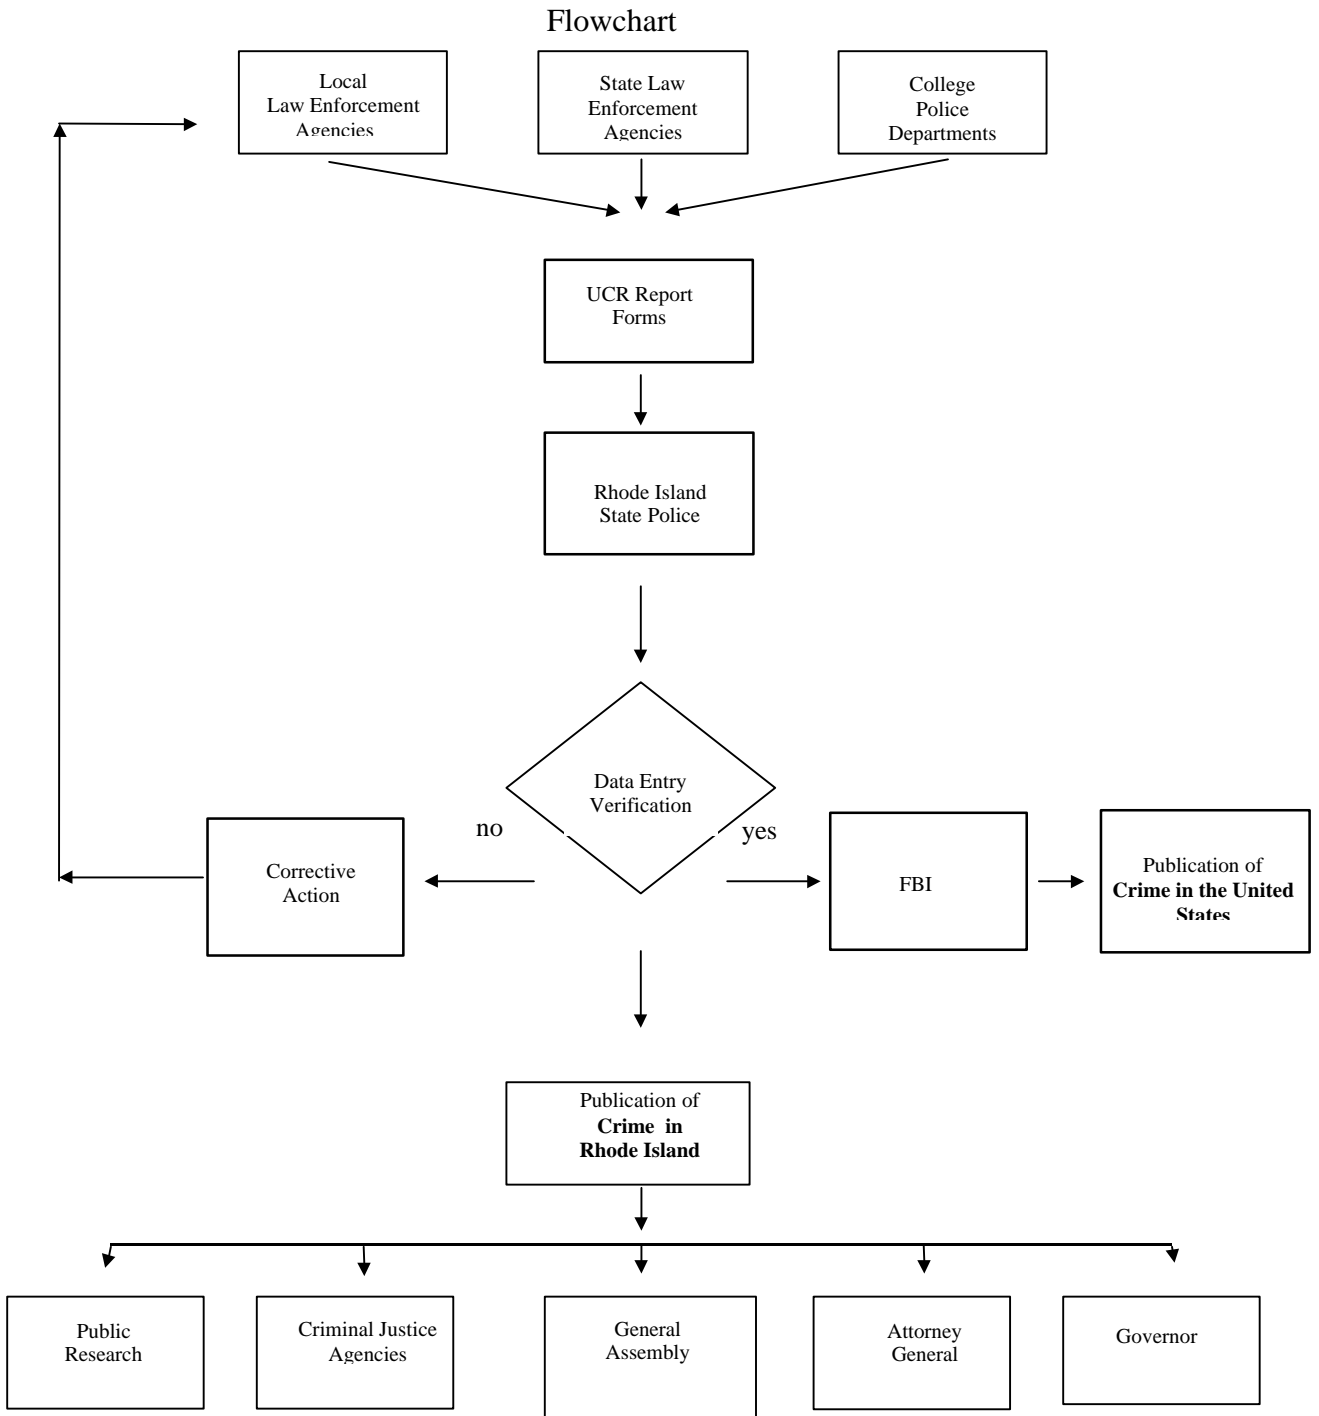 Flowchart
Local
Law Enforcement
Agencies
State Law
Enforcement
Agencies
College
Police
Departments
UCR Report
Forms
Rhode Island
State Police
Data Entry
Verification
no
yes
Corrective
Action
FBI
Publication of
Crime in the United
States
Publication of
Crime in
Rhode Island
Public
Research
Criminal Justice
Agencies
General
Assembly
Attorney
General
Governor